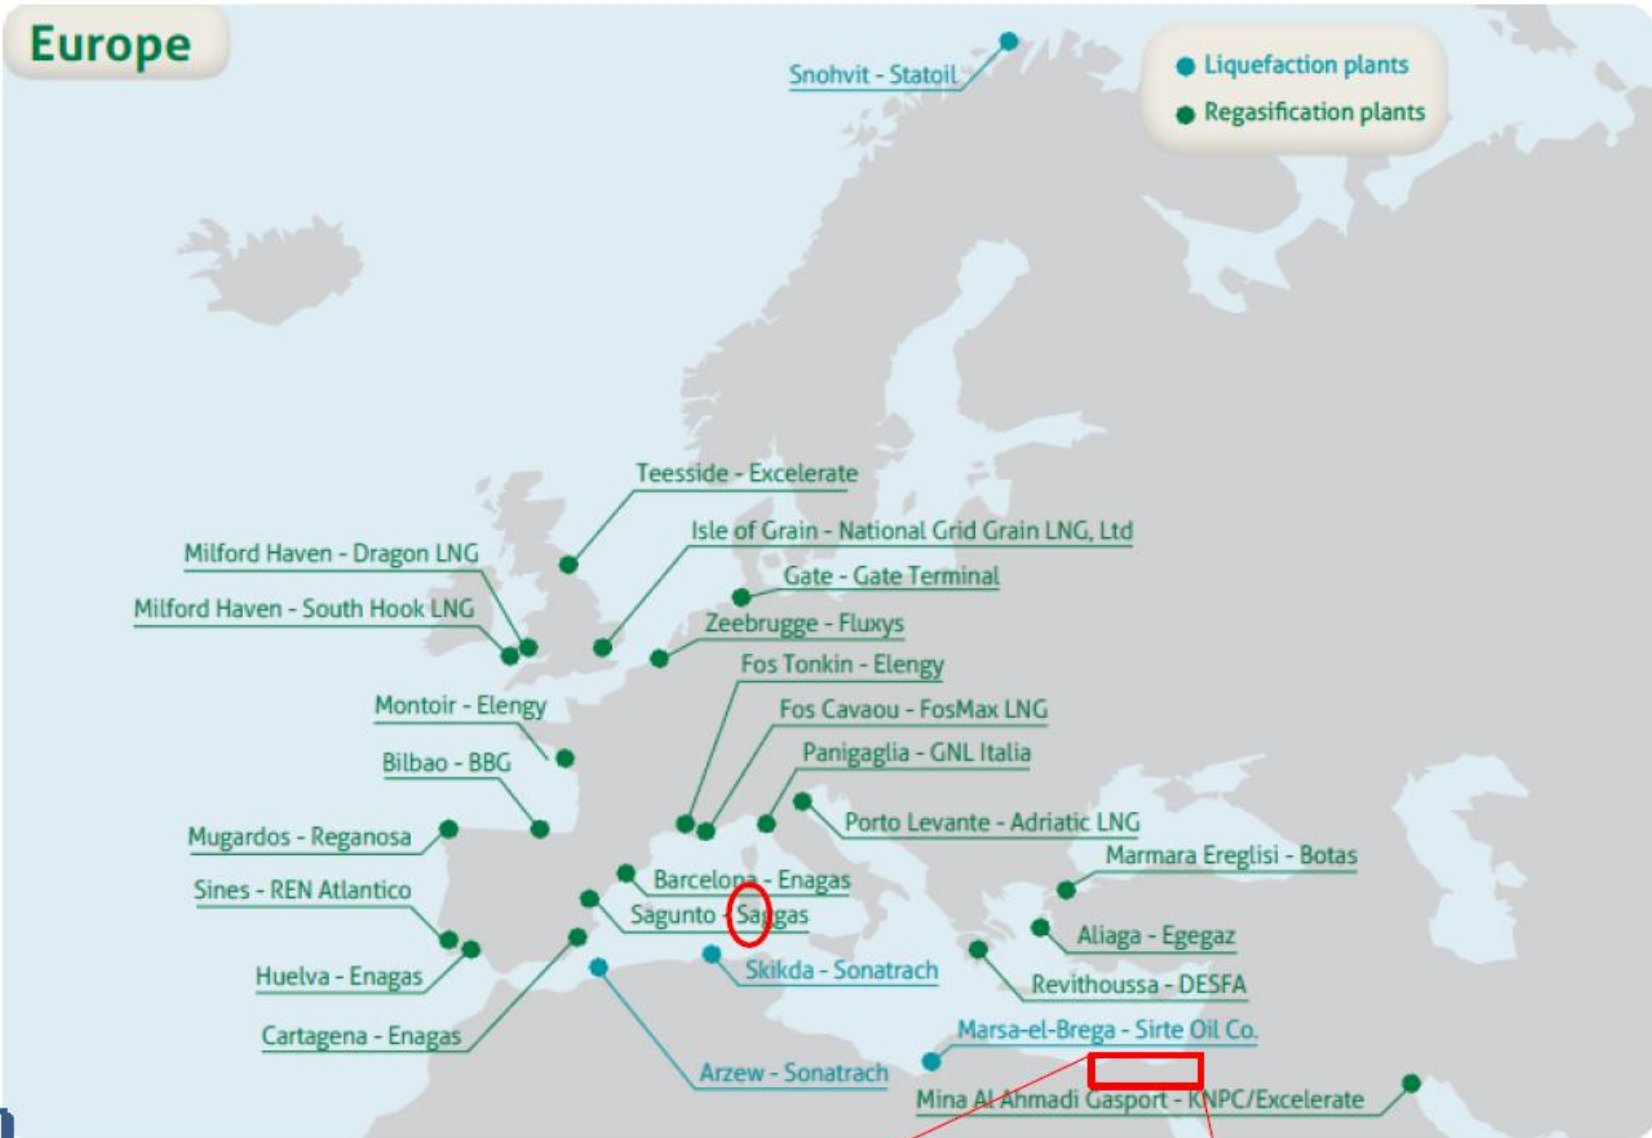 Europe
Snohvit - Statoil
Liquefaction plants
Regasification plants
Teesside - Excelerate
Isle of Grain - National Grid Grain LNG, Ltd
Milford Haven - Dragon LNG
Gate - Gate Terminal
Milford Haven - South Hook LNG
Zeebrugge - Fluxys
Fos Tonkin - Elengy
Montoir - Elengy
Fos Cavaou - FosMax LNG
Panigaglia - GNL Italia
Bilbao - BBG
Porto Levante - Adriatic LNG
Mugardos - Reganosa
Marmara Ereglisi - Botas
Barcelona - Enagas
Sines - REN Atlantico
Sagunto - Saggas
Aliaga - Egegaz
Skikda - Sonatrach
Huelva - Enagas
Revithoussa - DESFA
Marsa-el-Brega - Sirte Oil Co.
Cartagena - Enagas
Arzew - Sonatrach
Mina Al Ahmadi Gasport - KNPC/Excelerate